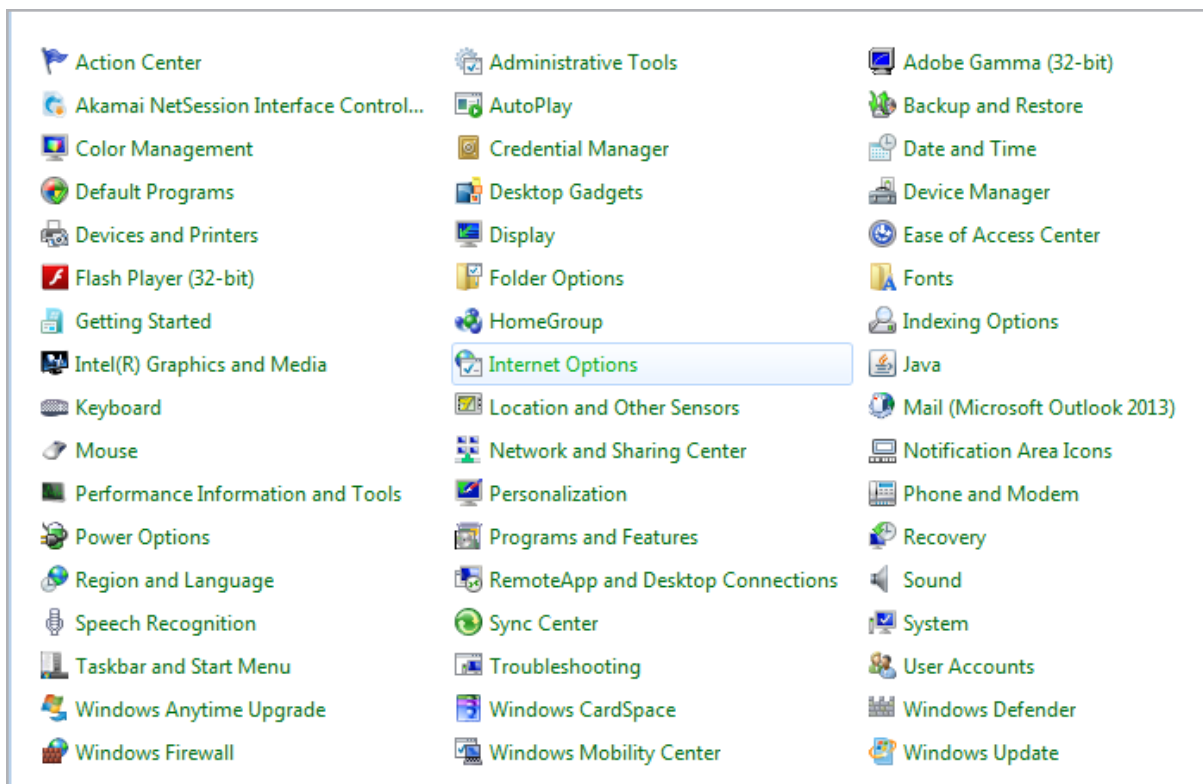 Action Center
Administrative Tools
Adobe Gamma (32-bit)
Akamai NetSession Interface Control...
AutoPlay
Backup and Restore
Color Management
Credential Manager
Date and Time
Default Programs
Desktop Gadgets
Device Manager
Devices and Printers
Display
Ease of Access Center
Flash Player (32-bit)
Folder Options
Fonts
Getting Started
HomeGroup
Indexing Options
Intel(R) Graphics and Media
Internet Options
Java
Keyboard
Location and Other Sensors
Mail (Microsoft Outlook 2013)
Mouse
Network and Sharing Center
Notification Area Icons
Performance Information and Tools
Personalization
Phone and Modem
Power Options
Programs and Features
Recovery
Region and Language
RemoteApp and Desktop Connections
Sound
Speech Recognition
Sync Center
System
Taskbar and Start Menu
Troubleshooting
User Accounts
Windows Anytime Upgrade
Windows CardSpace
Windows Defender
Windows Firewall
Windows Mobility Center
Windows Update